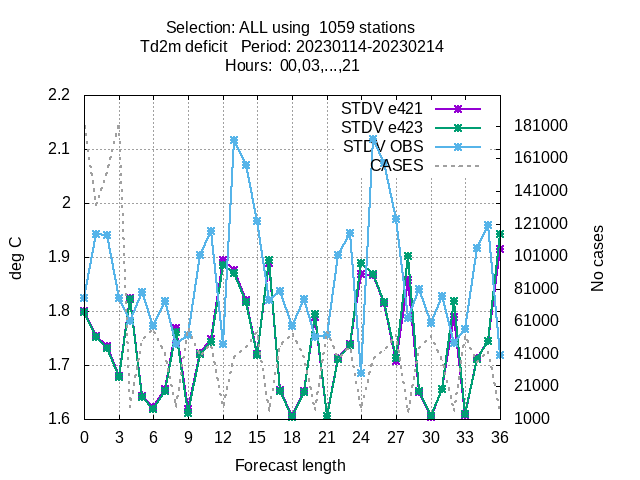 Selection: ALL using  1059 stations
Td2m deficit   Period: 20230114-20230214
Hours:  00,03,...,21
STDV e421
STDV e423
STDV OBS
CASES
2.2
2.1
2
1.9
1.8
1.7
1.6
181000
161000
141000
121000
101000
81000
61000
41000
21000
1000
deg C
No cases
0 3 6 9 12 15 18 21 24 27 30 33 36
Forecast length